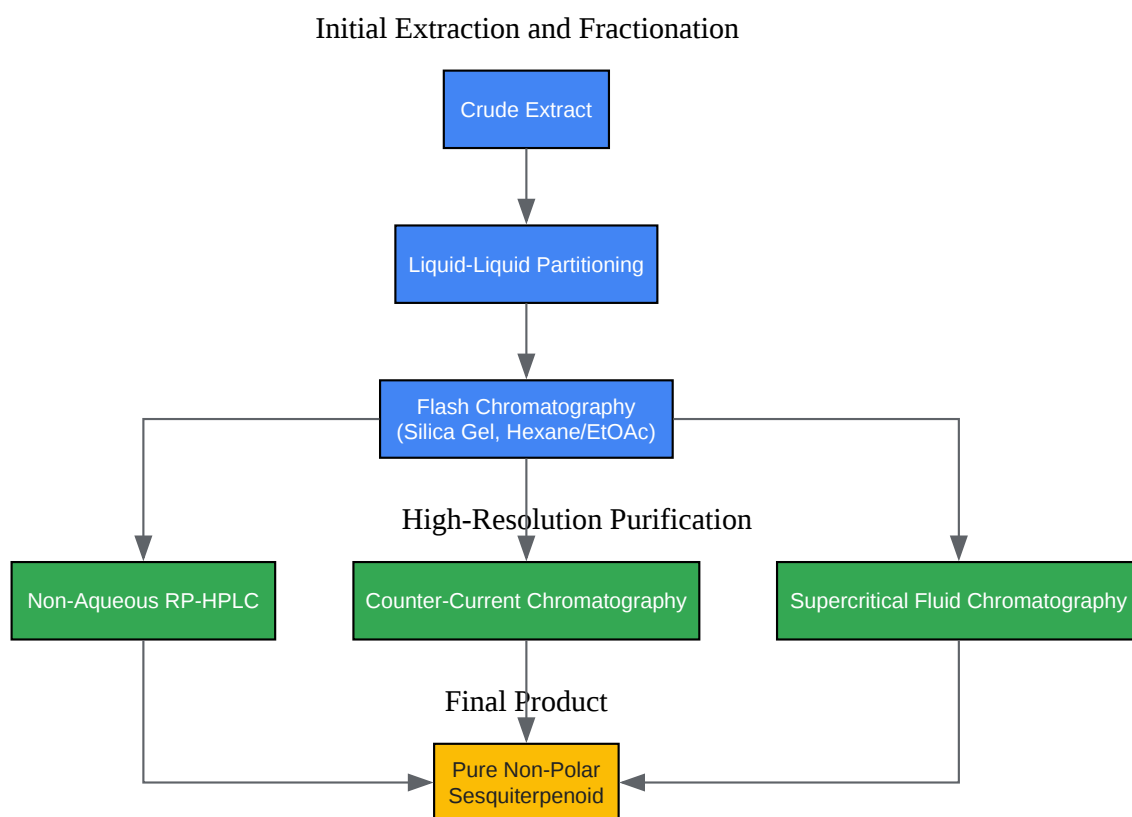 Initial Extraction and Fractionation
Crude Extract
Liquid-Liquid Partitioning
Flash Chromatography
(Silica Gel, Hexane/EtOAc)
High-Resolution Purification
Non-Aqueous RP-HPLC
Counter-Current Chromatography
Supercritical Fluid Chromatography
Final Product
Pure Non-Polar
Sesquiterpenoid